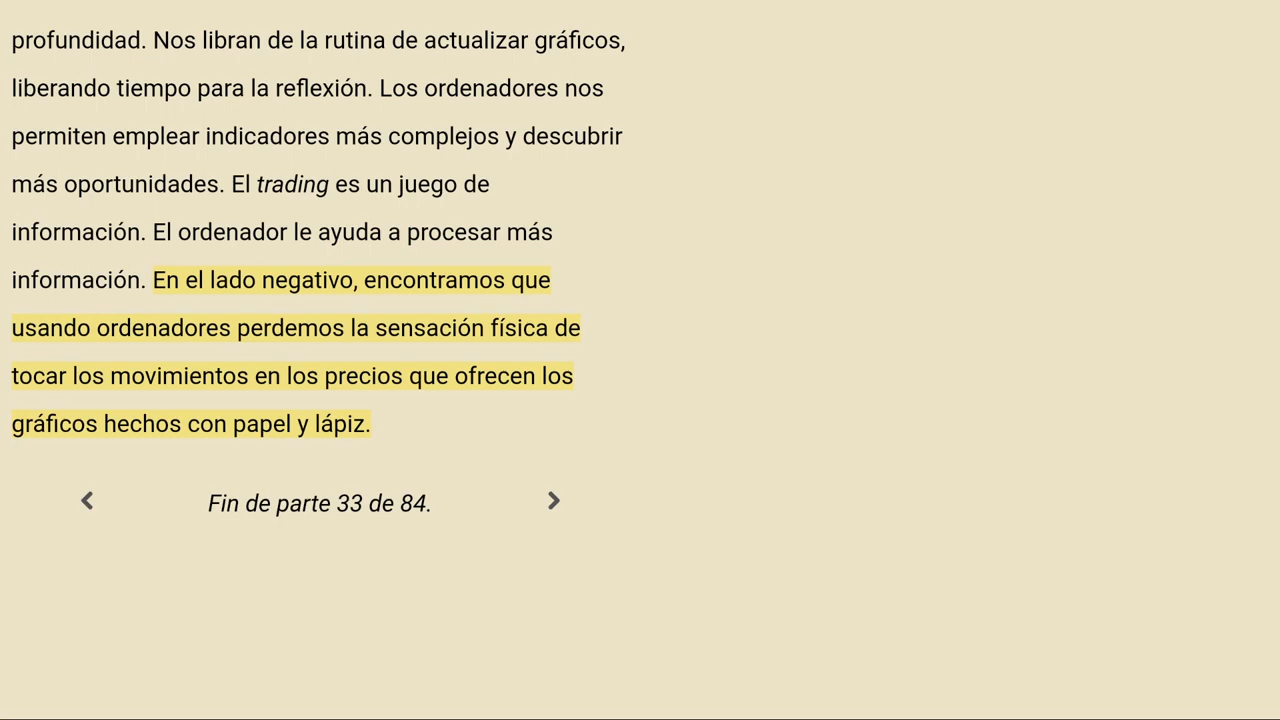 profundidad. Nos libran de la rutina de actualizar gráficos,
liberando tiempo para la reflexión. Los ordenadores nos
permiten emplear indicadores más complejos y descubrir
más oportunidades. El trading es un juego de
información. El ordenador le ayuda a procesar más
información. En el lado negativo, encontramos que
usando ordenadores perdemos la sensación física de
tocar los movimientos en los precios que ofrecen los
gráficos hechos con papel y lápiz.
Fin de parte 33 de 84.